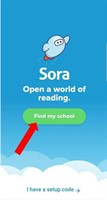 Sora
Open a world of
reading.
Find my school
I have a setup code >